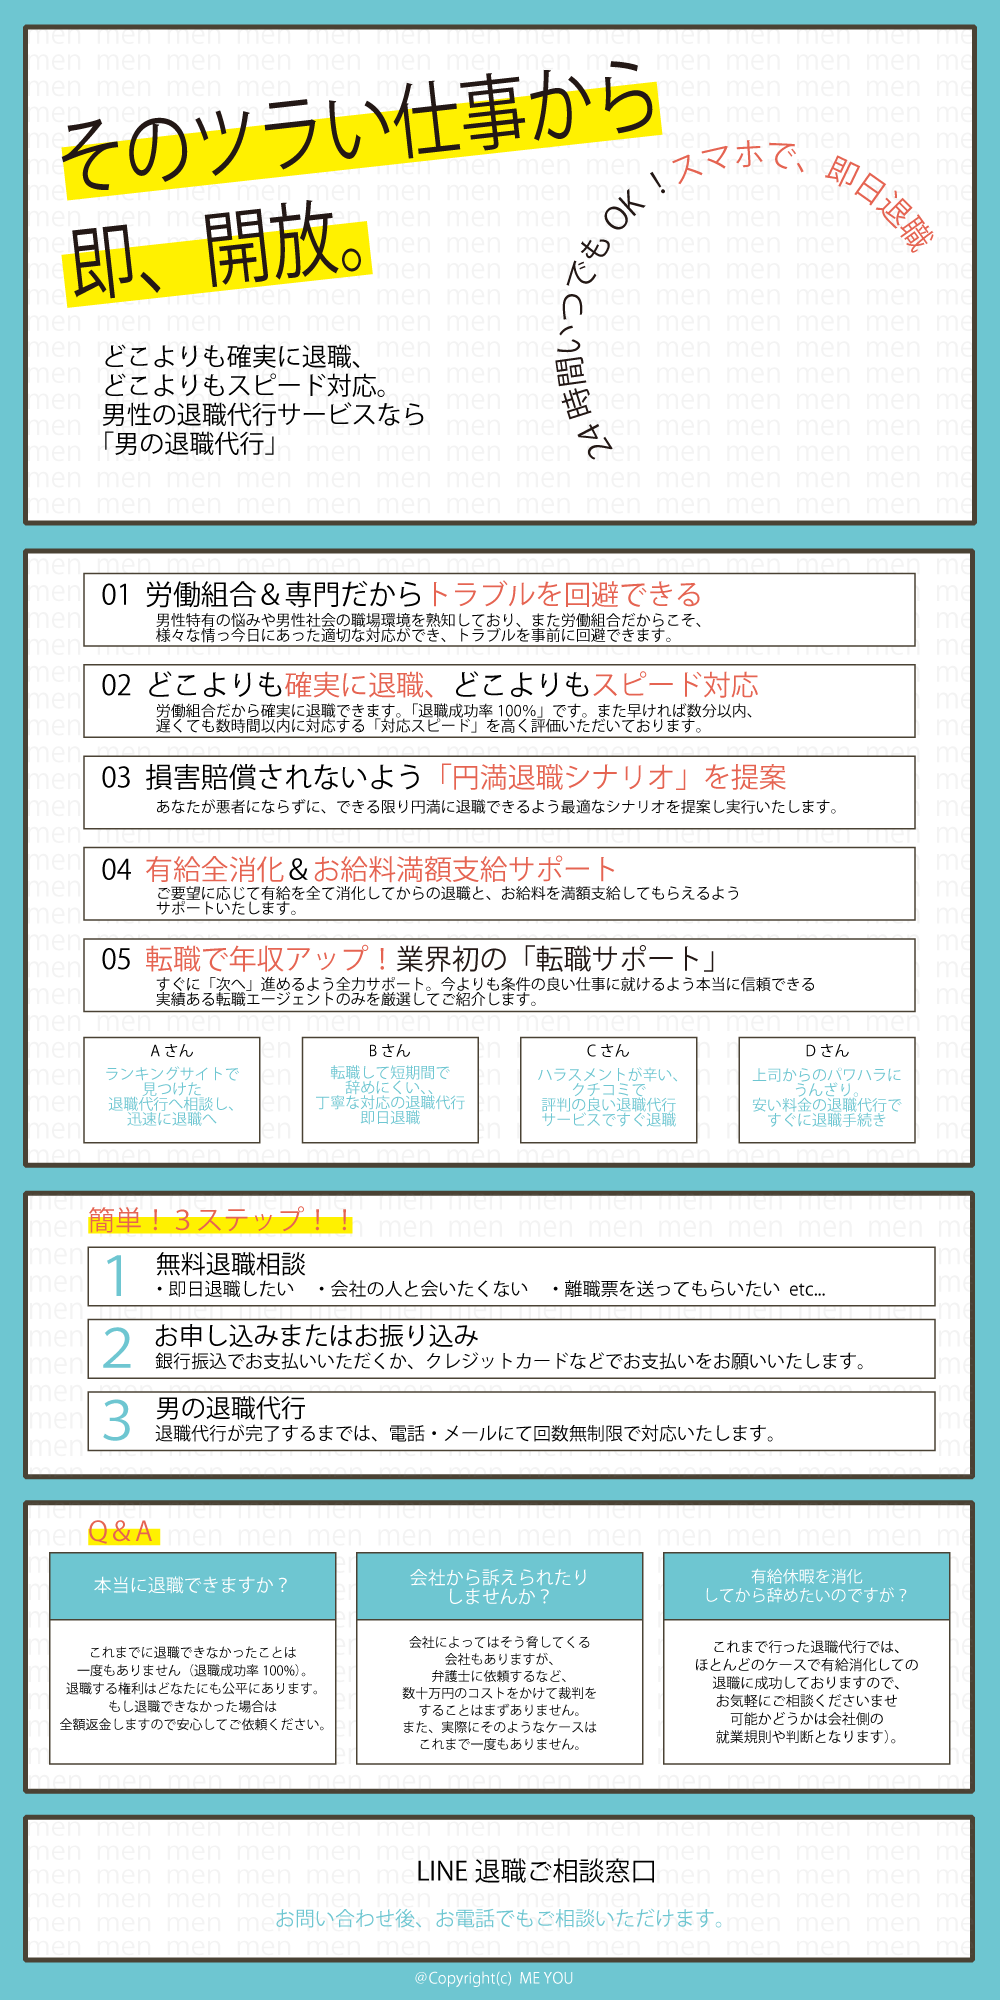 そのツラい仕事から
即、開放。
24時間いつでもOK！スマホで、即日退職
どこよりも確実に退職、
どこよりもスピード対応。
男性の退職代行サービスなら
「男の退職代行」
01 労働組合＆専門だからトラブルを回避できる
男性特有の悩みや男性社会の職場環境を熟知しており、また労働組合だからこそ、
様々な情っ今日にあった適切な対応ができ、トラブルを事前に回避できます。
02 どこよりも確実に退職、どこよりもスピード対応
労働組合だから確実に退職できます。「退職成功率100%」です。また早ければ数分以内、
遅くても数時間以内に対応する「対応スピード」を高く評価いただいております。
03 損害賠償されないよう「円満退職シナリオ」を提案
あなたが悪者にならずに、できる限り円満に退職できるよう最適なシナリオを提案し実行いたします。
04 有給全消化＆お給料満額支給サポート
ご要望に応じて有給を全て消化してからの退職と、お給料を満額支給してもらえるよう
サポートいたします。
05 転職で年収アップ！業界初の「転職サポート」
すぐに「次へ」進めるよう全力サポート。今よりも条件の良い仕事に就けるよう本当に信頼できる
実績ある転職エージェントのみを厳選してご紹介します。
Aさん
ランキングサイトで
見つけた
退職代行へ相談し、
迅速に退職へ
Bさん
転職して短期間で
辞めにくい、、
丁寧な対応の退職代行
即日退職
Cさん
ハラスメントが辛い、
クチコミで
評判の良い退職代行
サービスですぐ退職
Dさん
上司からのパワハラに
うんざり。
安い料金の退職代行で
すぐに退職手続き
簡単！３ステップ！！
1 無料退職相談
・即日退職したい ・会社の人と会いたくない ・離職票を送ってもらいたい etc...
2 お申し込みまたはお振り込み
銀行振込でお支払いいただくか、クレジットカードなどでお支払いをお願いいたします。
3 男の退職代行
退職代行が完了するまでは、電話・メールにて回数無制限で対応いたします。
Q＆A
本当に退職できますか？
これまでに退職できなかったことは
一度もありません（退職成功率100%）。
退職する権利はどなたにも公平にあります。
もし退職できなかった場合は
全額返金しますので安心してご依頼ください。
会社から訴えられたり
しませんか？
会社によってはそう脅してくる
会社もありますが、
弁護士に依頼するなど、
数十万円のコストをかけて裁判を
することはまずありません。
また、実際にそのようなケースは
これまで一度もありません。
有給休暇を消化
してから辞めたいのですが？
これまで行った退職代行では、
ほとんどのケースで有給消化しての
退職に成功しておりますので、
お気軽にご相談くださいませ
可能かどうかは会社側の
就業規則や判断となります）。
LINE 退職ご相談窓口
お問い合わせ後、お電話でもご相談いただけます。
＠Copyright(c) ME YOU